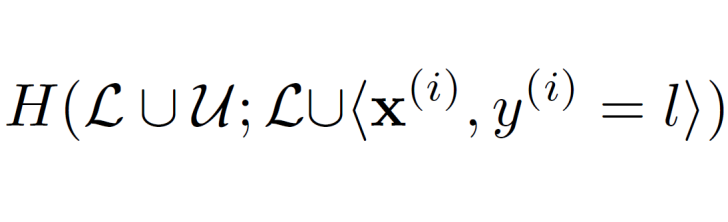 H(ℒ ∪ 𝒰; ℒ∪⟨𝐱⁽ⁱ⁾, y⁽ⁱ⁾ = l⟩)